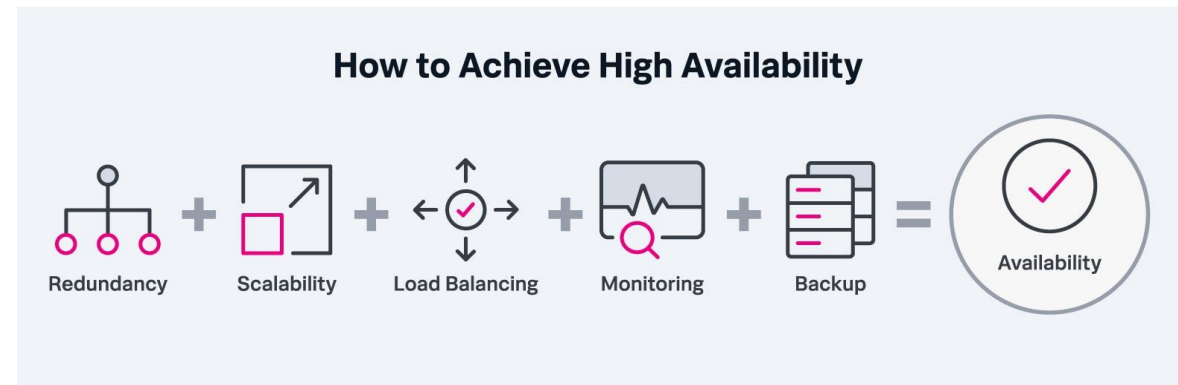 How to Achieve High Availability
Redundancy + Scalability + Load Balancing + Monitoring + Backup = Availability